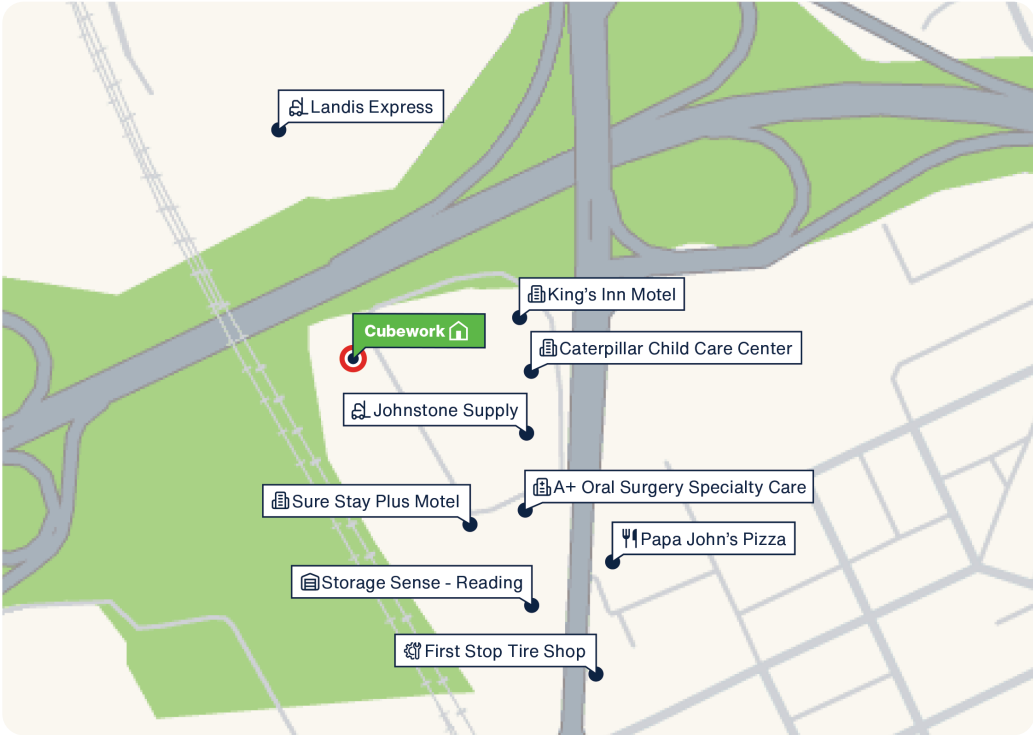 Landis Express
King's Inn Motel
Cubework
Caterpillar Child Care Center
Johnstone Supply
A+ Oral Surgery Specialty Care
Sure Stay Plus Motel
Papa John's Pizza
Storage Sense - Reading
First Stop Tire Shop